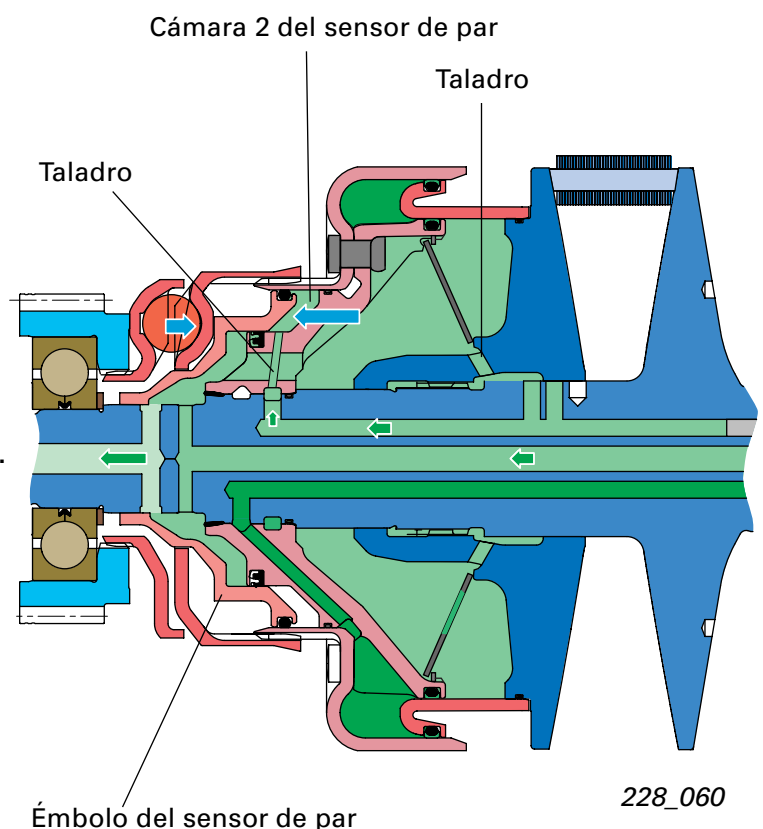 Cámara 2 del sensor de par
Taladro
Taladro
Émbolo del sensor de par
228_060